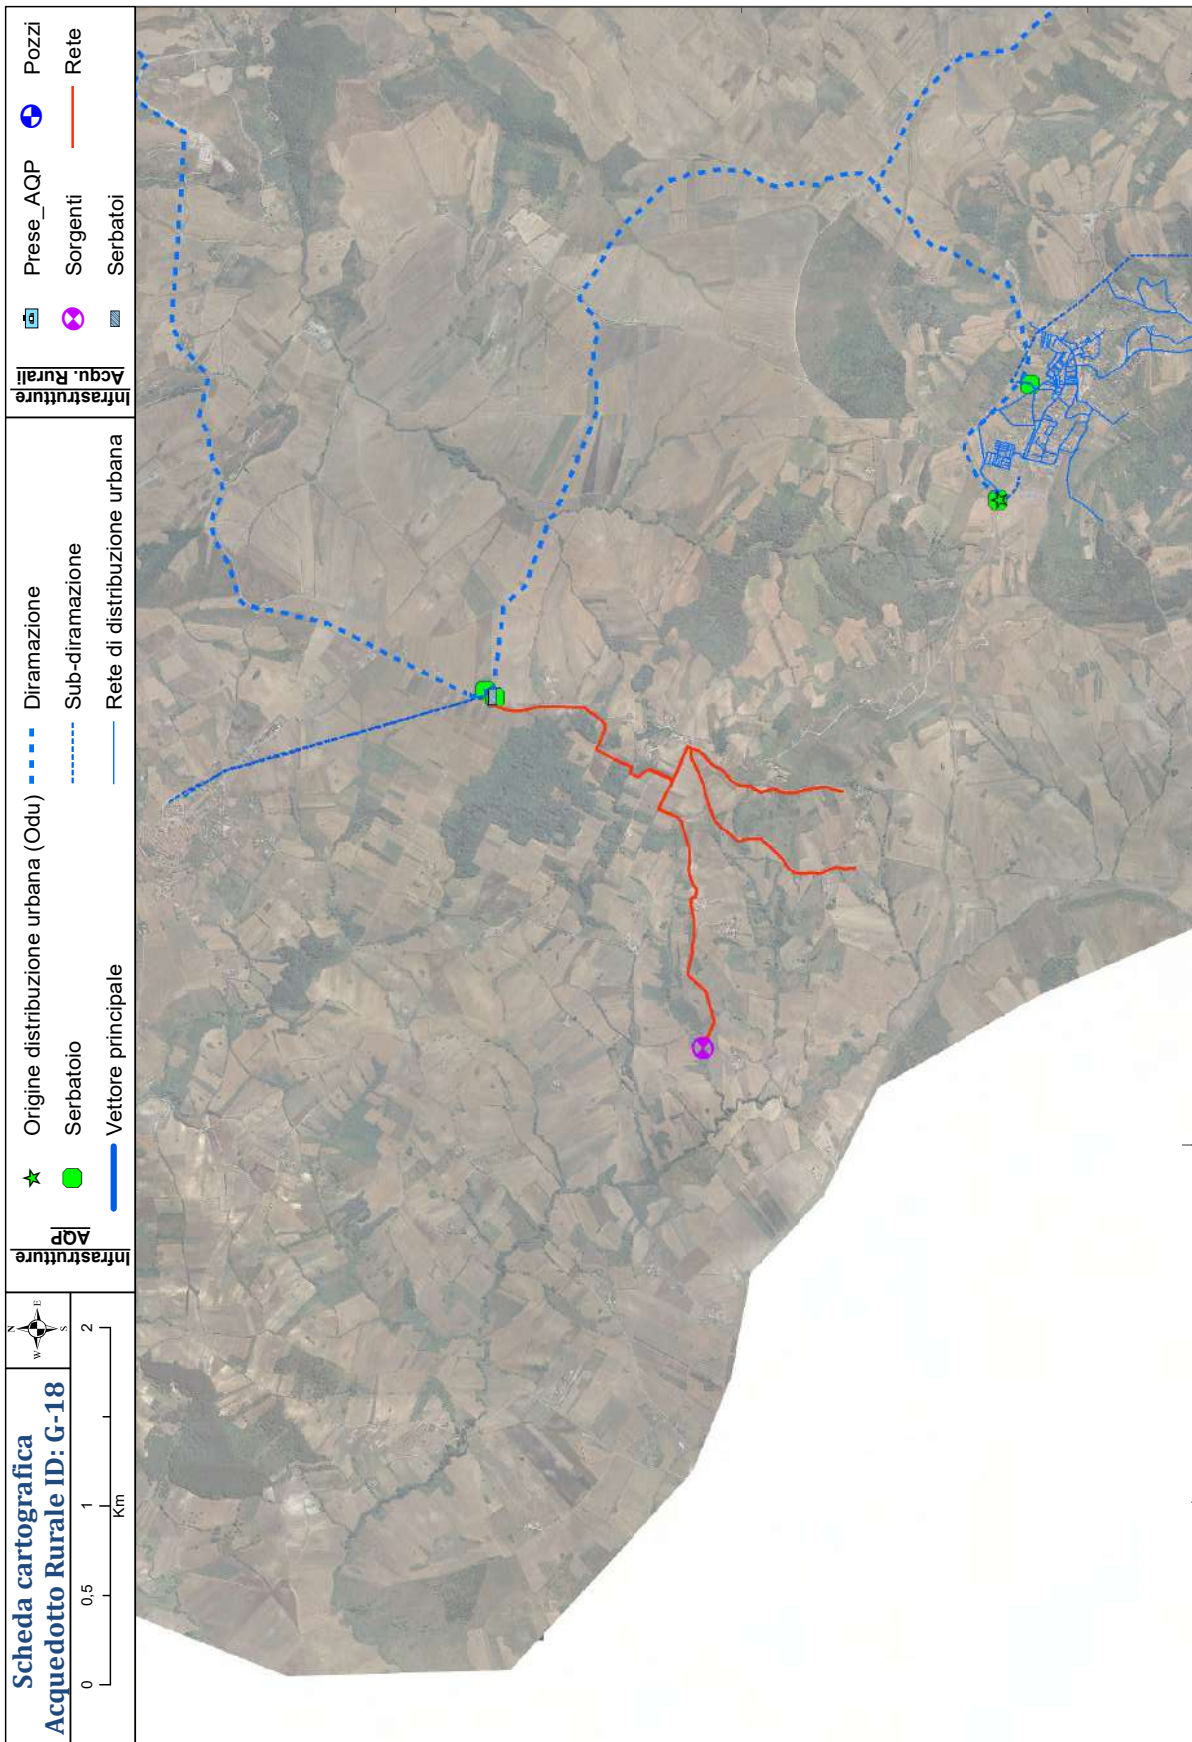 Scheda cartografica
Acquedotto Rurale ID: G-18
N
W
E
S
0
0,5
1
2
Km
Infrastrutture
AQP
Origine distribuzione urbana (Odu)
Serbatoio
Vettore principale
Diramazione
Sub-diramazione
Rete di distribuzione urbana
Infrastrutture
Acqu. Rurali
Prese_AQP
Sorgenti
Serbatoi
Pozzi
Rete